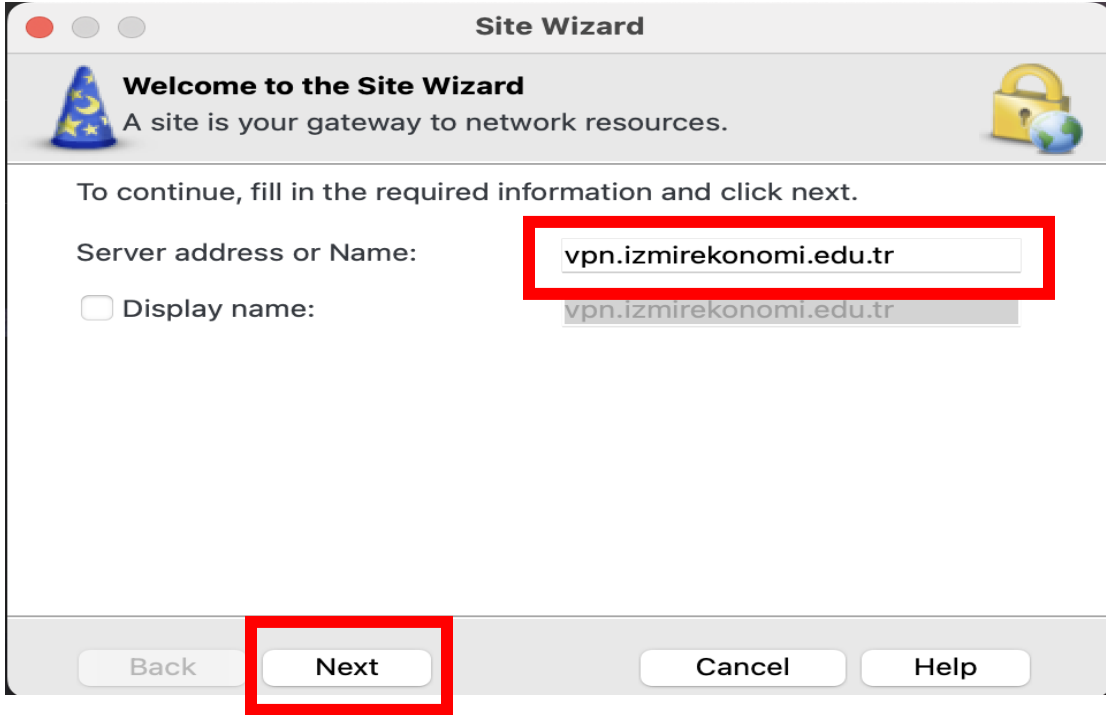 Site Wizard
Welcome to the Site Wizard
A site is your gateway to network resources.
To continue, fill in the required information and click next.
Server address or Name: vpn.izmirekonomi.edu.tr
Display name: vpn.izmirekonomi.edu.tr
Back Next Cancel Help